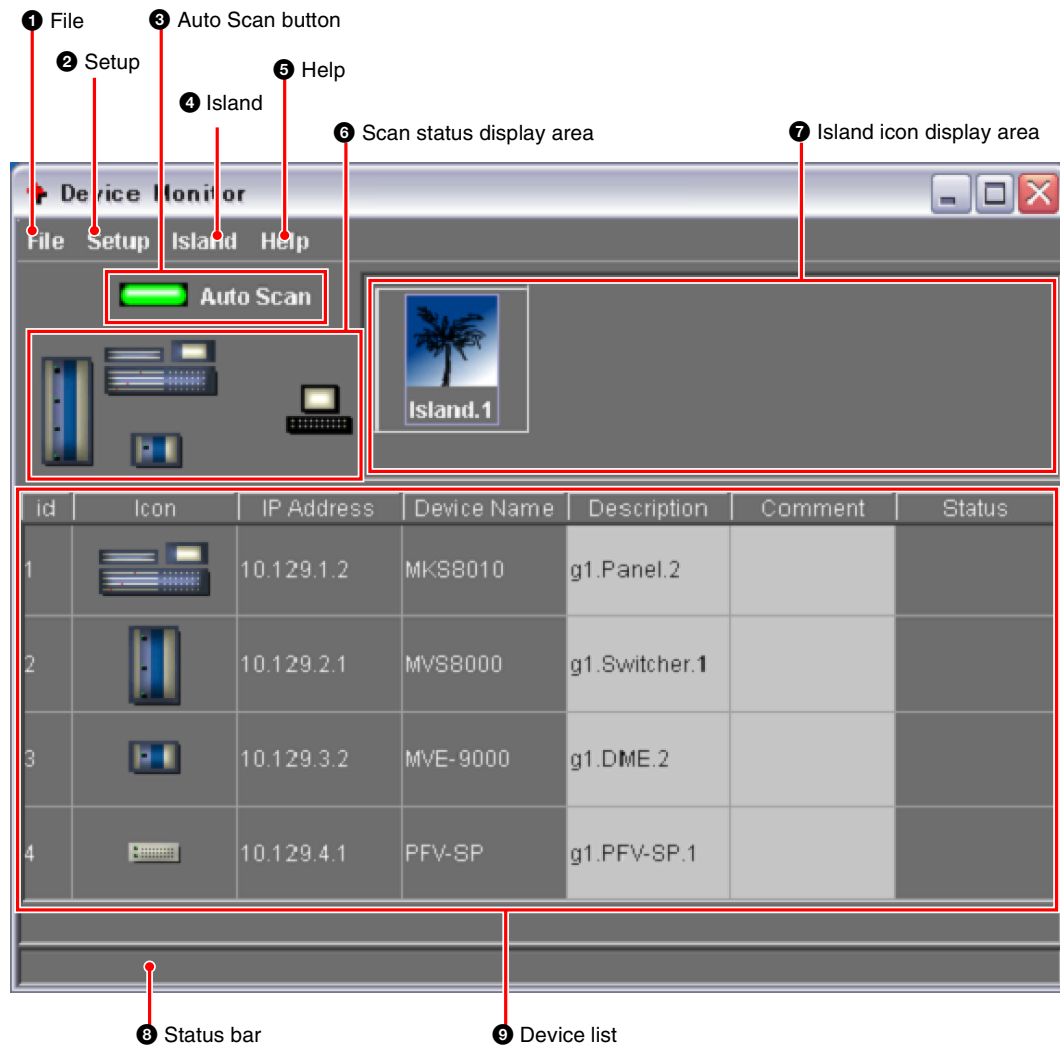 ❶ File
❸ Auto Scan button
❷ Setup
❺ Help
❹ Island
❻ Scan status display area
❼ Island icon display area
Device Monitor
File Setup Island Help
Auto Scan
Island.1
id Icon IP Address Device Name Description Comment Status
1 10.129.1.2 MKS8010 g1.Panel.2
2 10.129.2.1 MVS8000 g1.Switcher.1
3 10.129.3.2 MVE-9000 g1.DME.2
4 10.129.4.1 PFV-SP g1.PFV-SP.1
❽ Status bar
❾ Device list